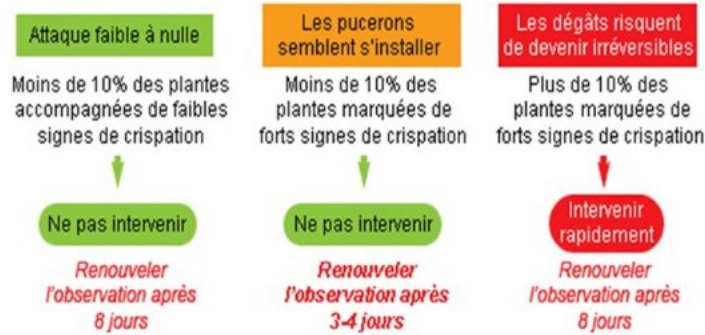 Attaque faible à nulle
Moins de 10% des plantes
accompagnées de faibles
signes de crispation
Ne pas intervenir
Renouveler
l'observation après
8 jours
Les pucerons
semblent s'installer
Moins de 10% des
plantes marquées de
forts signes de crispation
Ne pas intervenir
Renouveler
l'observation après
3-4 jours
Les dégâts risquent
de devenir irréversibles
Plus de 10% des
plantes marquées de
forts signes de crispation
Intervenir
rapidement
Renouveler
l'observation après
8 jours